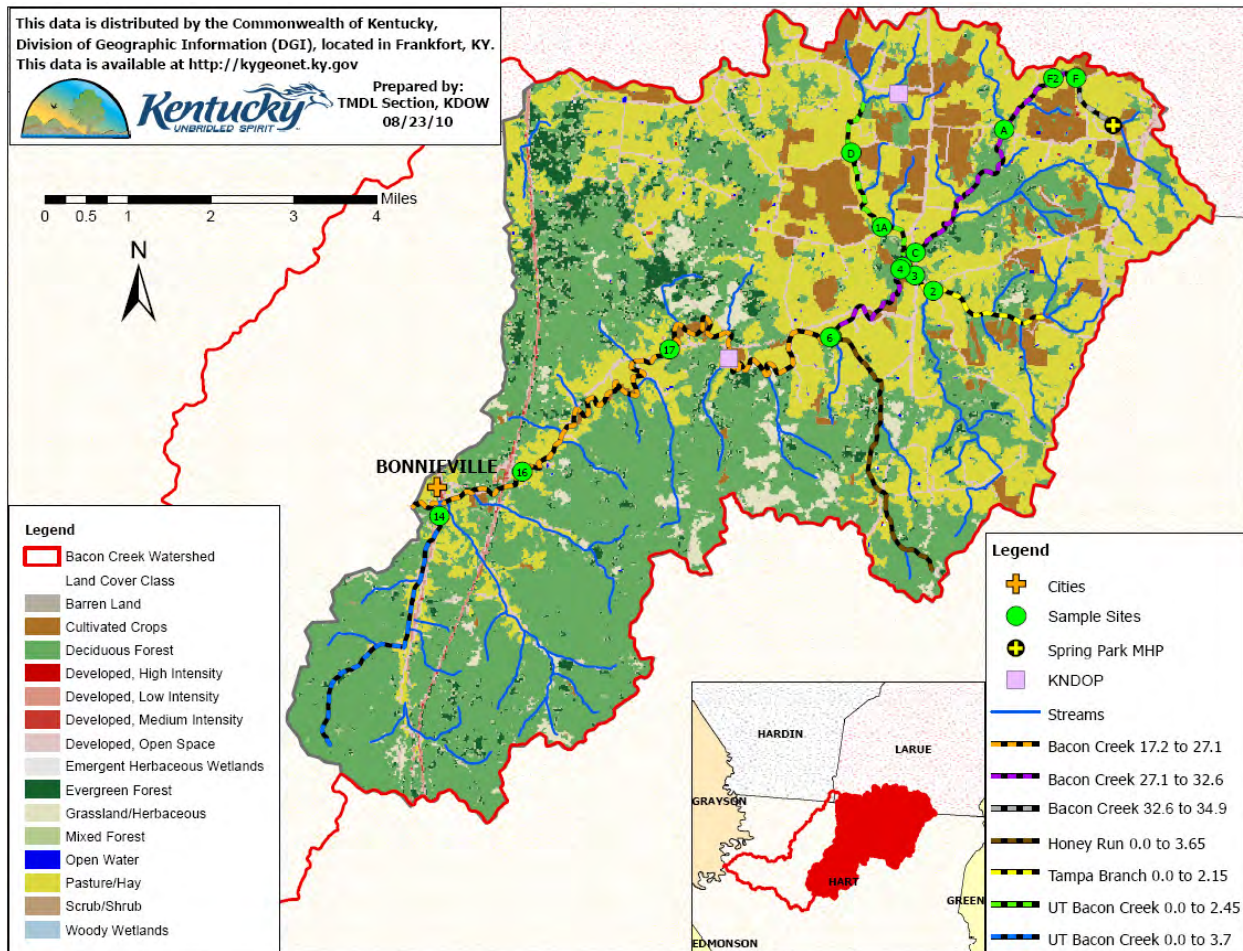 This data is distributed by the Commonwealth of Kentucky,
Division of Geographic Information (DGI), located in Frankfort, KY.
This data is available at http://kygeonet.ky.gov
Kentucky
UNBRIDLED SPIRIT
Prepared by:
TMDL Section, KDOW
08/23/10
Miles
0 0.5 1 2 3 4
N
F2 F
A
D
1A
C
4 3
2
6
17
16
BONNIEVILLE
14
Legend
Bacon Creek Watershed
Land Cover Class
Barren Land
Cultivated Crops
Deciduous Forest
Developed, High Intensity
Developed, Low Intensity
Developed, Medium Intensity
Developed, Open Space
Emergent Herbaceous Wetlands
Evergreen Forest
Grassland/Herbaceous
Mixed Forest
Open Water
Pasture/Hay
Scrub/Shrub
Woody Wetlands
HARDIN
LARUE
GRAYSON
HART
GREEN
EDMONSON
Legend
Cities
Sample Sites
Spring Park MHP
KNDOP
Streams
Bacon Creek 17.2 to 27.1
Bacon Creek 27.1 to 32.6
Bacon Creek 32.6 to 34.9
Honey Run 0.0 to 3.65
Tampa Branch 0.0 to 2.15
UT Bacon Creek 0.0 to 2.45
UT Bacon Creek 0.0 to 3.7